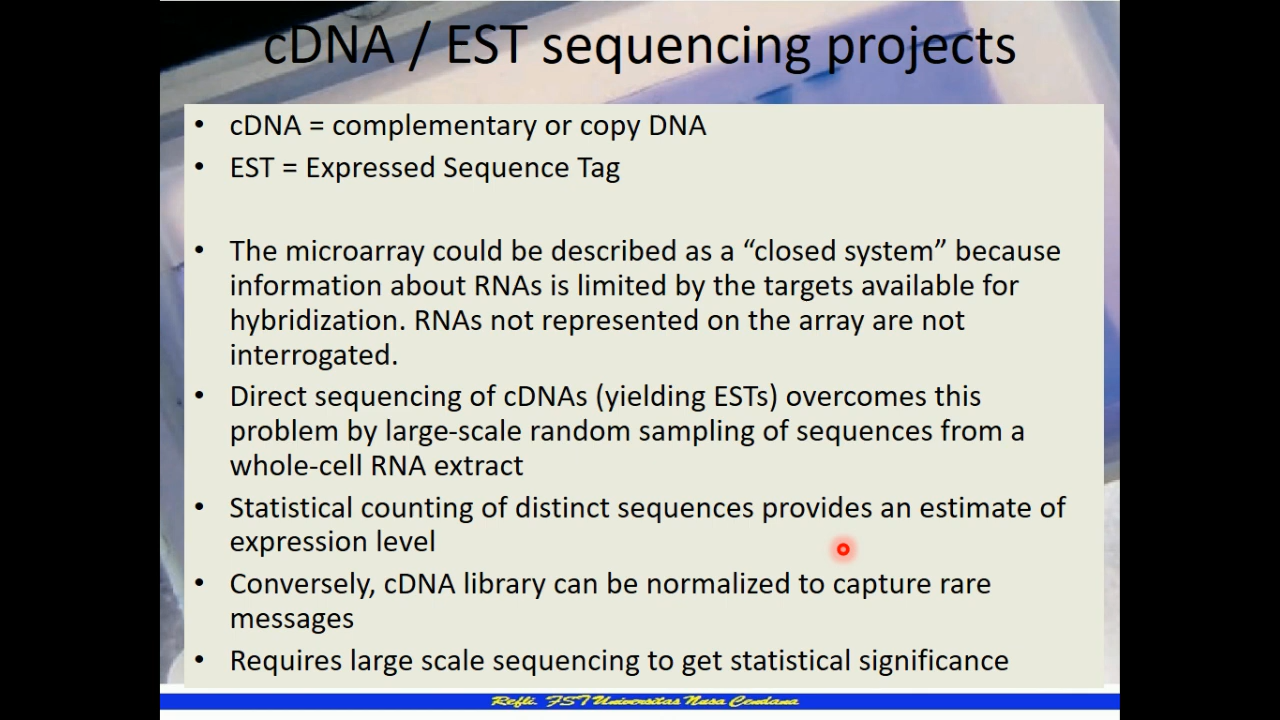 cDNA / EST sequencing projects
• cDNA = complementary or copy DNA
• EST = Expressed Sequence Tag
• The microarray could be described as a “closed system” because
information about RNAs is limited by the targets available for
hybridization. RNAs not represented on the array are not
interrogated.
• Direct sequencing of cDNAs (yielding ESTs) overcomes this
problem by large-scale random sampling of sequences from a
whole-cell RNA extract
• Statistical counting of distinct sequences provides an estimate of
expression level
• Conversely, cDNA library can be normalized to capture rare
messages
• Requires large scale sequencing to get statistical significance
Refli. FST Universitas Nusa Cendana